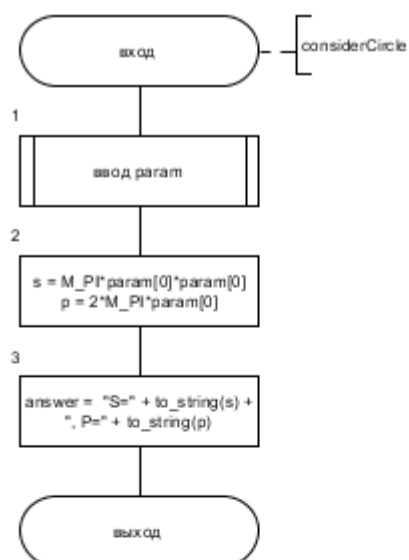 вход
considerCircle
1
ввод param
2
s = M_PI*param[0]*param[0]
p = 2*M_PI*param[0]
3
answer = "S=" + to_string(s) +
", P=" + to_string(p)
выход